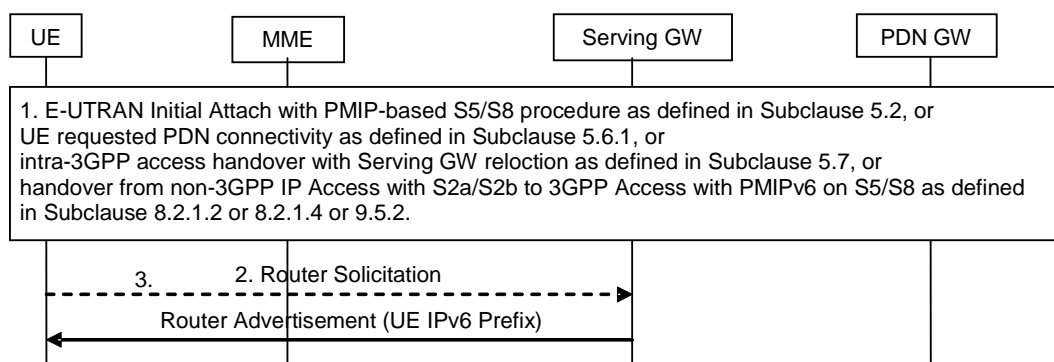 UE
MME
Serving GW
PDN GW
1. E-UTRAN Initial Attach with PMIP-based S5/S8 procedure as defined in Subclause 5.2, or
UE requested PDN connectivity as defined in Subclause 5.6.1, or
intra-3GPP access handover with Serving GW reloction as defined in Subclause 5.7, or
handover from non-3GPP IP Access with S2a/S2b to 3GPP Access with PMIPv6 on S5/S8 as defined
in Subclause 8.2.1.2 or 8.2.1.4 or 9.5.2.
3.
2. Router Solicitation
Router Advertisement (UE IPv6 Prefix)